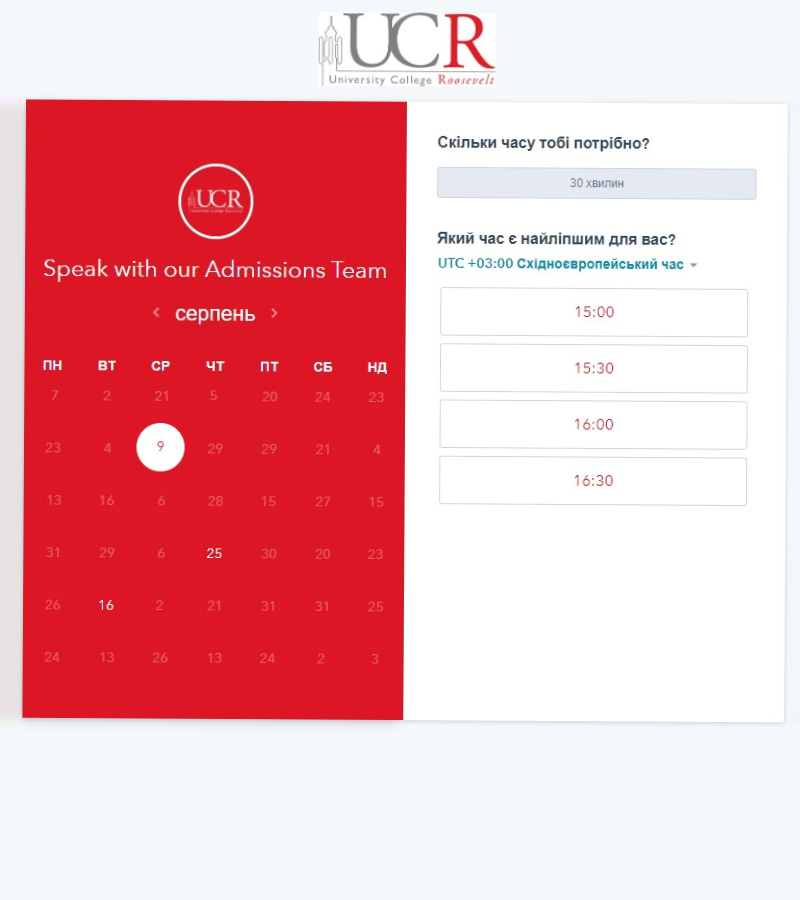 UCR
University College Roosevelt
UCR
Speak with our Admissions Team
серпень
ПН ВТ СР ЧТ ПТ СБ НД
7 2 21 5 20 24 23
23 4 9 29 29 21 4
13 16 6 28 15 27 15
31 29 6 25 30 20 23
26 16 2 21 31 31 25
24 13 26 13 24 2 3
Скільки часу тобі потрібно?
30 хвилин
Який час є найліпшим для вас?
UTC +03:00 Східноєвропейський час
15:00
15:30
16:00
16:30